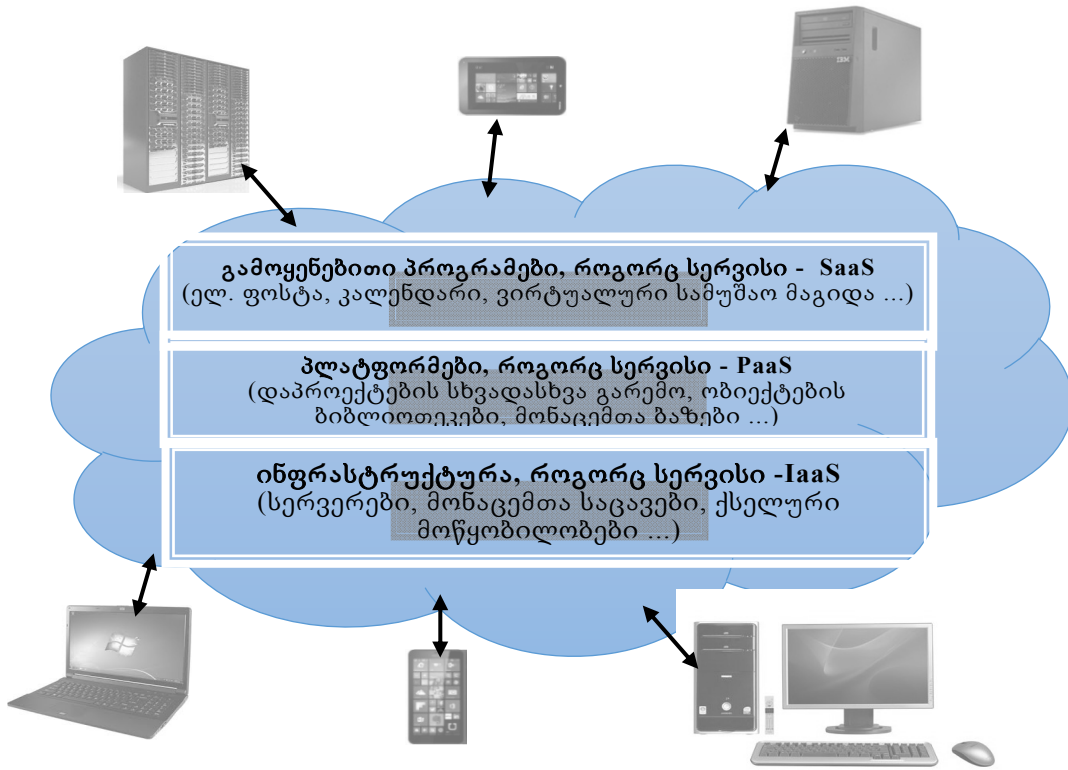 IBM
გამოყენებითი პროგრამები, როგორც სერვისი - SaaS
(ელ. ფოსტა, კალენდარი, ვირტუალური სამუშაო მაგიდა ...)
პლატფორმები, როგორც სერვისი - PaaS
(დაპროექტების სხვადასხვა გარემო, ობიექტების
ბიბლიოთეკები, მონაცემთა ბაზები ...)
ინფრასტრუქტურა, როგორც სერვისი -IaaS
(სერვერები, მონაცემთა საცავები, ქსელური
მოწყობილობები ...)